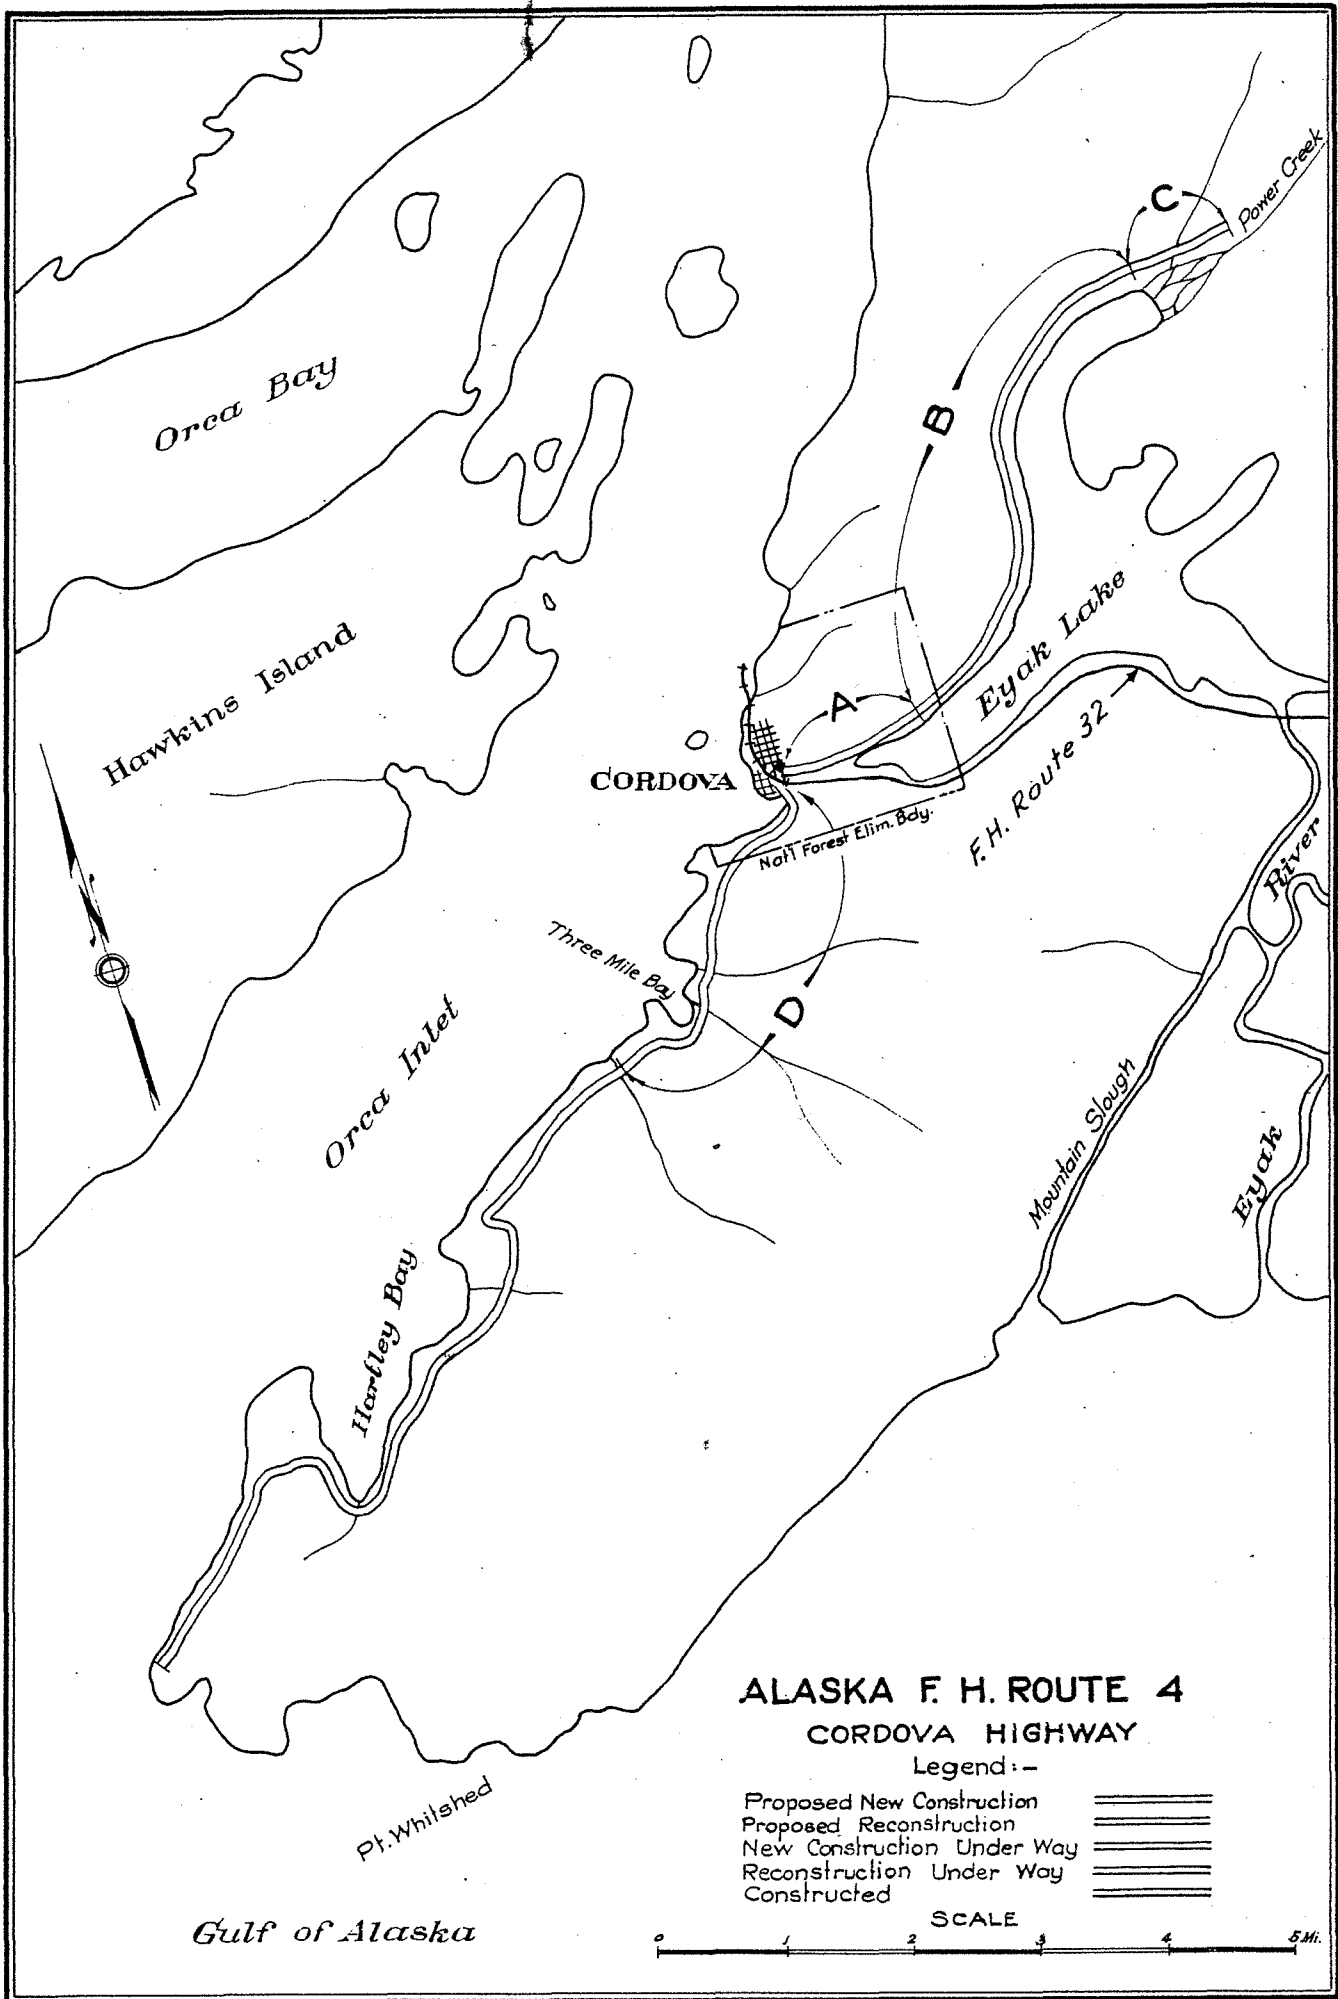 Power Creek
C
Orca Bay
B
Eyak Lake
Hawkins Island
A
CORDOVA
F. H. Route 32
Nat'l Forest Elim. Bdy.
River
Three Mile Bay
D
Orca Inlet
Mountain Slough
Eyak
Hartley Bay
ALASKA F. H. ROUTE 4
CORDOVA HIGHWAY
Legend:-
Proposed New Construction
Proposed Reconstruction
New Construction Under Way
Reconstruction Under Way
Constructed
Pt. Whitshed
Gulf of Alaska
SCALE
0 1 2 3 4 5 Mi.